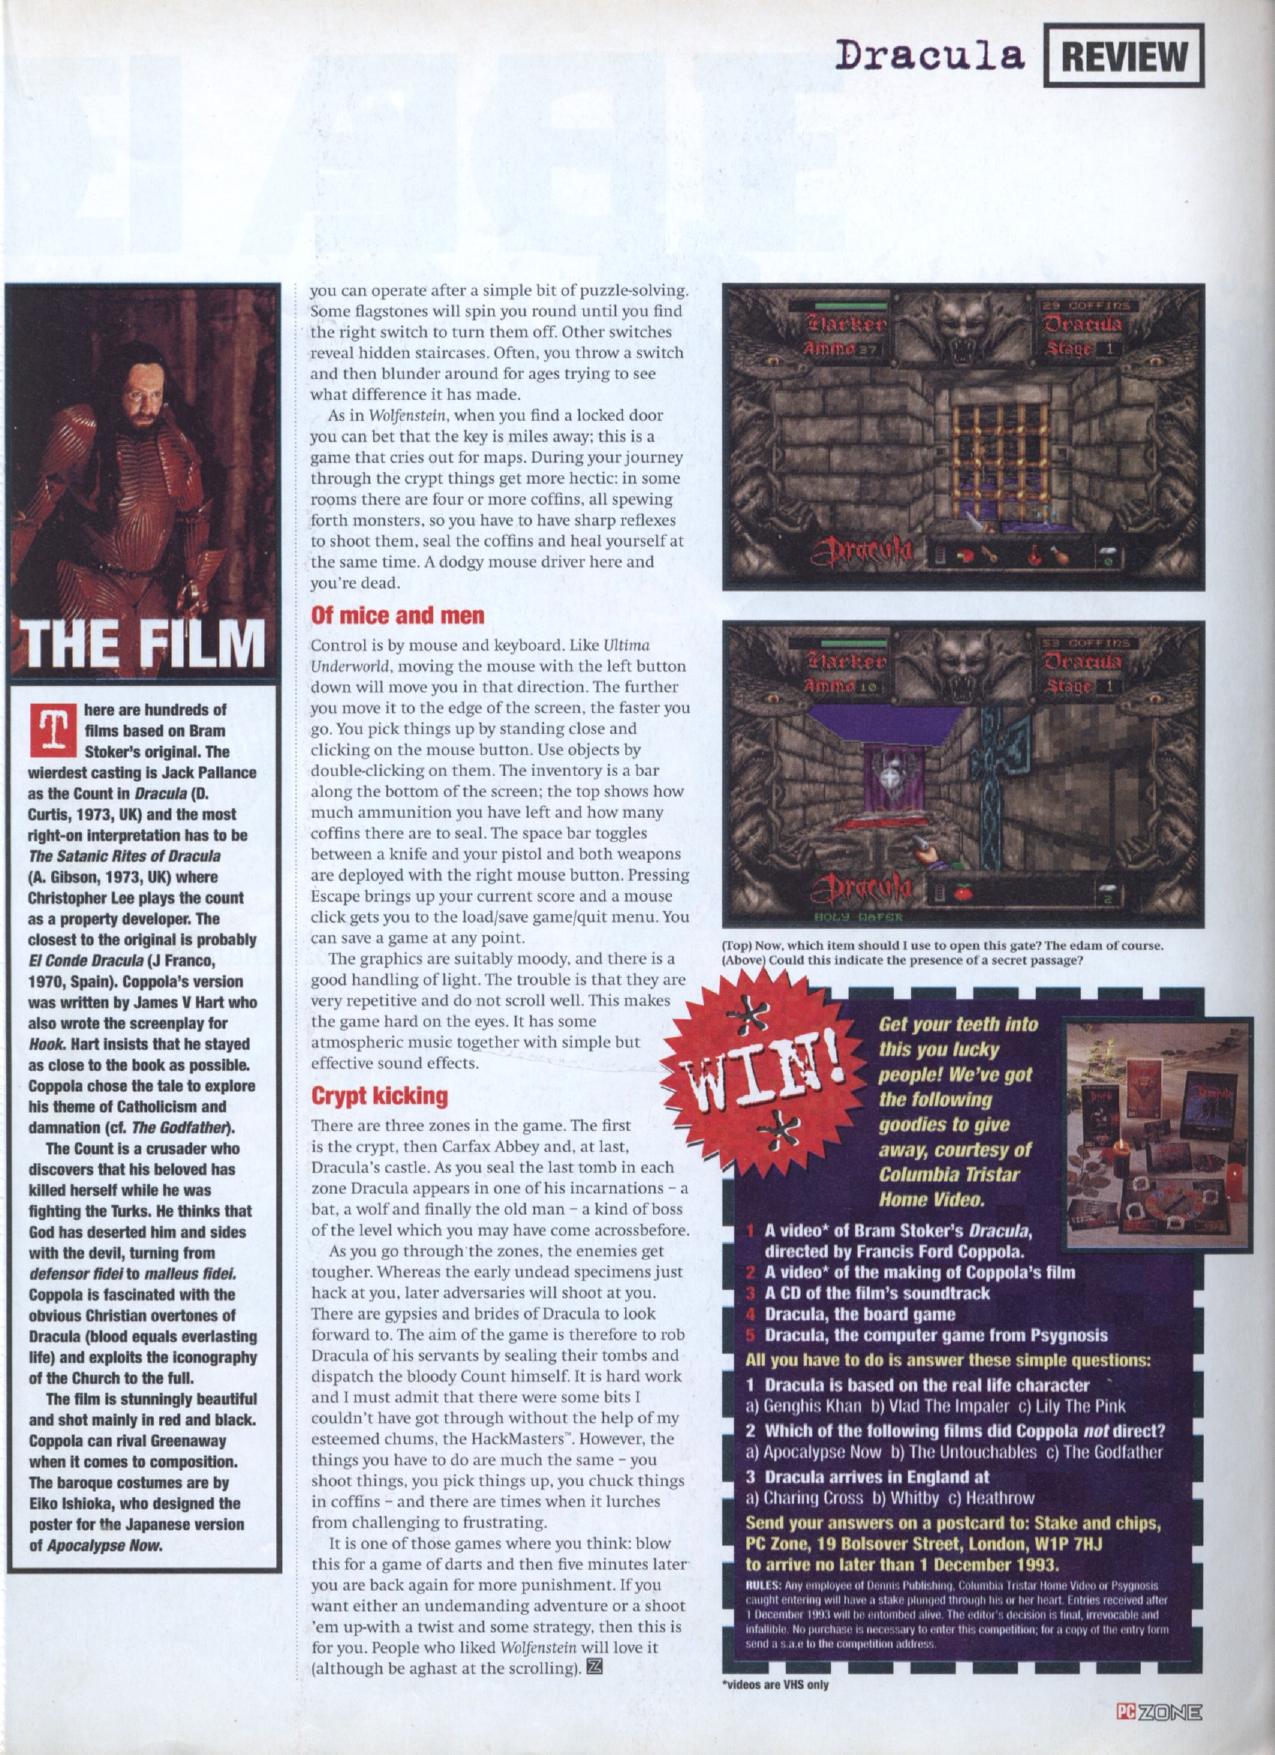 Dracula REVIEW
THE FILM
There are hundreds of
films based on Bram
Stoker's original. The
wierdest casting is Jack Pallance
as the Count in Dracula (D.
Curtis, 1973, UK) and the most
right-on interpretation has to be
The Satanic Rites of Dracula
(A. Gibson, 1973, UK) where
Christopher Lee plays the count
as a property developer. The
closest to the original is probably
El Conde Dracula (J Franco,
1970, Spain). Coppola's version
was written by James V Hart who
also wrote the screenplay for
Hook. Hart insists that he stayed
as close to the book as possible.
Coppola chose the tale to explore
his theme of Catholicism and
damnation (cf. The Godfather).
The Count is a crusader who
discovers that his beloved has
killed herself while he was
fighting the Turks. He thinks that
God has deserted him and sides
with the devil, turning from
defensor fidei to malleus fidei.
Coppola is fascinated with the
obvious Christian overtones of
Dracula (blood equals everlasting
life) and exploits the iconography
of the Church to the full.
The film is stunningly beautiful
and shot mainly in red and black.
Coppola can rival Greenaway
when it comes to composition.
The baroque costumes are by
Eiko Ishioka, who designed the
poster for the Japanese version
of Apocalypse Now.
you can operate after a simple bit of puzzle-solving.
Some flagstones will spin you round until you find
the right switch to turn them off. Other switches
reveal hidden staircases. Often, you throw a switch
and then blunder around for ages trying to see
what difference it has made.
As in Wolfenstein, when you find a locked door
you can bet that the key is miles away; this is a
game that cries out for maps. During your journey
through the crypt things get more hectic: in some
rooms there are four or more coffins, all spewing
forth monsters, so you have to have sharp reflexes
to shoot them, seal the coffins and heal yourself at
the same time. A dodgy mouse driver here and
you're dead.
Of mice and men
Control is by mouse and keyboard. Like Ultima
Underworld, moving the mouse with the left button
down will move you in that direction. The further
you move it to the edge of the screen, the faster you
go. You pick things up by standing close and
clicking on the mouse button. Use objects by
double-clicking on them. The inventory is a bar
along the bottom of the screen; the top shows how
much ammunition you have left and how many
coffins there are to seal. The space bar toggles
between a knife and your pistol and both weapons
are deployed with the right mouse button. Pressing
Escape brings up your current score and a mouse
click gets you to the load/save game/quit menu. You
can save a game at any point.
The graphics are suitably moody, and there is a
good handling of light. The trouble is that they are
very repetitive and do not scroll well. This makes
the game hard on the eyes. It has some
atmospheric music together with simple but
effective sound effects.
Crypt kicking
There are three zones in the game. The first
is the crypt, then Carfax Abbey and, at last,
Dracula's castle. As you seal the last tomb in each
zone Dracula appears in one of his incarnations – a
bat, a wolf and finally the old man – a kind of boss
of the level which you may have come acrossbefore.
As you go through the zones, the enemies get
tougher. Whereas the early undead specimens just
hack at you, later adversaries will shoot at you.
There are gypsies and brides of Dracula to look
forward to. The aim of the game is therefore to rob
Dracula of his servants by sealing their tombs and
dispatch the bloody Count himself. It is hard work
and I must admit that there were some bits I
couldn't have got through without the help of my
esteemed chums, the HackMasters™. However, the
things you have to do are much the same – you
shoot things, you pick things up, you chuck things
in coffins – and there are times when it lurches
from challenging to frustrating.
It is one of those games where you think: blow
this for a game of darts and then five minutes later
you are back again for more punishment. If you
want either an undemanding adventure or a shoot
'em up-with a twist and some strategy, then this is
for you. People who liked Wolfenstein will love it
(although be aghast at the scrolling). Z
29 COFFINS
Harker Dracula
Ammo 37 Stage 1
Dracula
0
53 COFFINS
Harker Dracula
Ammo 10 Stage 1
Dracula
2
HOLY WAFER
(Top) Now, which item should I use to open this gate? The edam of course.
(Above) Could this indicate the presence of a secret passage?
* WIN! *
Get your teeth into
this you lucky
people! We've got
the following
goodies to give
away, courtesy of
Columbia Tristar
Home Video.
1 A video* of Bram Stoker's Dracula,
directed by Francis Ford Coppola.
2 A video* of the making of Coppola's film
3 A CD of the film's soundtrack
4 Dracula, the board game
5 Dracula, the computer game from Psygnosis
All you have to do is answer these simple questions:
1 Dracula is based on the real life character
a) Genghis Khan b) Vlad The Impaler c) Lily The Pink
2 Which of the following films did Coppola not direct?
a) Apocalypse Now b) The Untouchables c) The Godfather
3 Dracula arrives in England at
a) Charing Cross b) Whitby c) Heathrow
Send your answers on a postcard to: Stake and chips,
PC Zone, 19 Bolsover Street, London, W1P 7HJ
to arrive no later than 1 December 1993.
RULES: Any employee of Dennis Publishing, Columbia Tristar Home Video or Psygnosis
caught entering will have a stake plunged through his or her heart. Entries received after
1 December 1993 will be entombed alive. The editor's decision is final, irrevocable and
infallible. No purchase is necessary to enter this competition; for a copy of the entry form
send a s.a.e to the competition address.
*videos are VHS only
PC ZONE